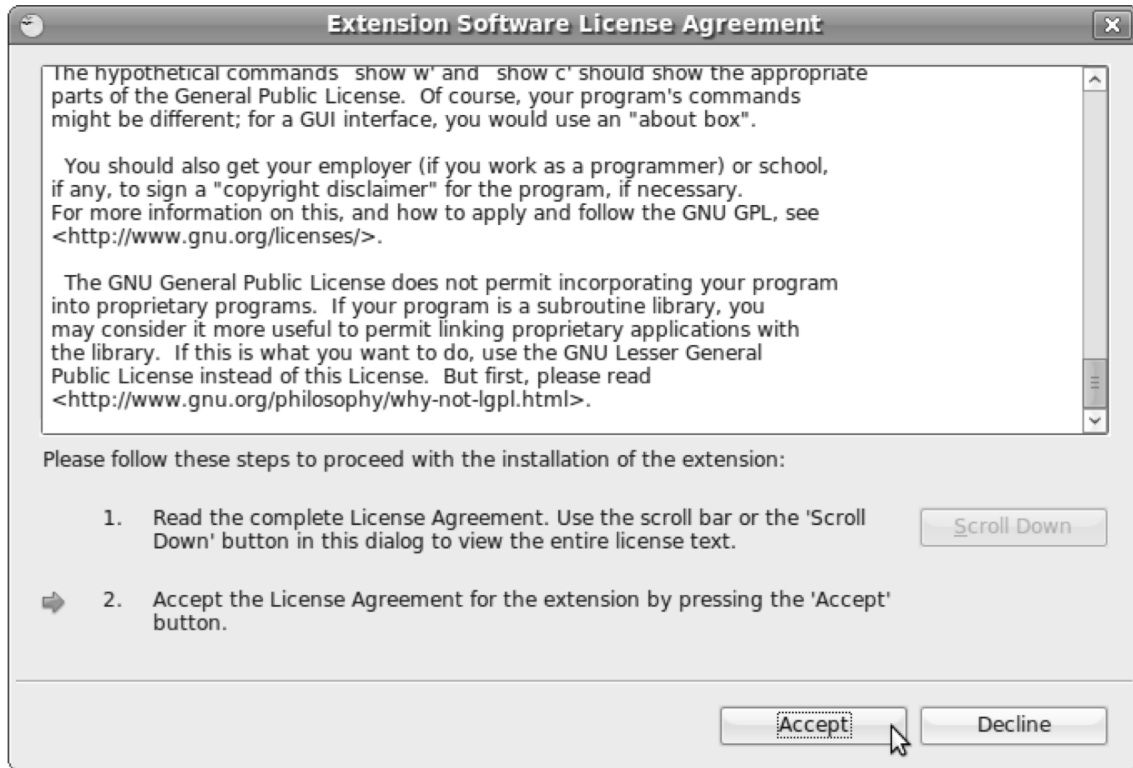 Extension Software License Agreement
The hypothetical commands `show w' and `show c' should show the appropriate
parts of the General Public License.  Of course, your program's commands
might be different; for a GUI interface, you would use an "about box".
You should also get your employer (if you work as a programmer) or school,
if any, to sign a "copyright disclaimer" for the program, if necessary.
For more information on this, and how to apply and follow the GNU GPL, see
<http://www.gnu.org/licenses/>.
The GNU General Public License does not permit incorporating your program
into proprietary programs.  If your program is a subroutine library, you
may consider it more useful to permit linking proprietary applications with
the library.  If this is what you want to do, use the GNU Lesser General
Public License instead of this License.  But first, please read
<http://www.gnu.org/philosophy/why-not-lgpl.html>.
Please follow these steps to proceed with the installation of the extension:
1. Read the complete License Agreement. Use the scroll bar or the 'Scroll
Down' button in this dialog to view the entire license text.
Scroll Down
2. Accept the License Agreement for the extension by pressing the 'Accept'
button.
Accept
Decline